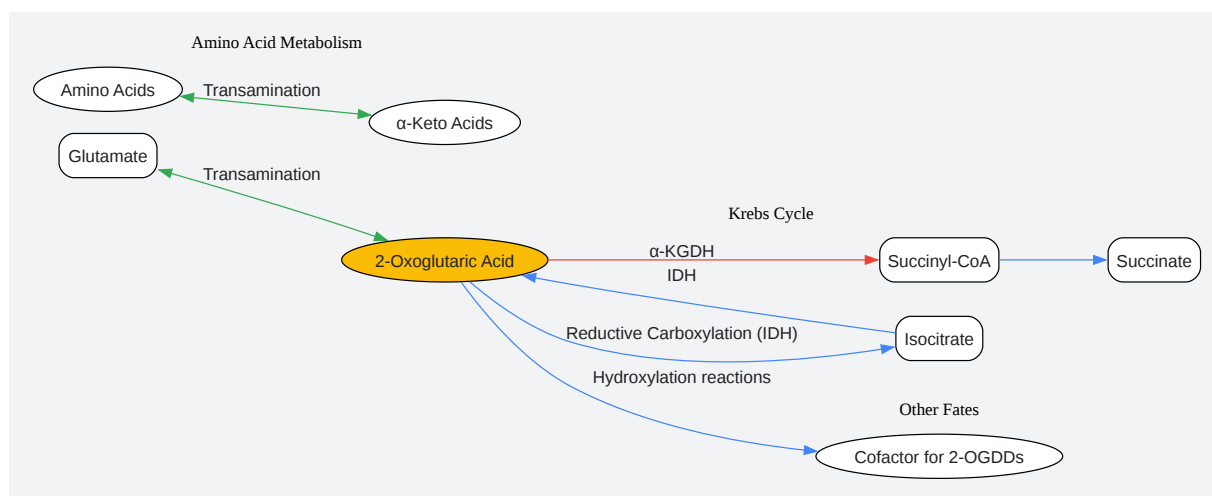 Amino Acid Metabolism
Amino Acids
Transamination
α-Keto Acids
Glutamate
Transamination
Krebs Cycle
2-Oxoglutaric Acid
α-KGDH
Succinyl-CoA
Succinate
IDH
Reductive Carboxylation (IDH)
Isocitrate
Hydroxylation reactions
Other Fates
Cofactor for 2-OGDDs